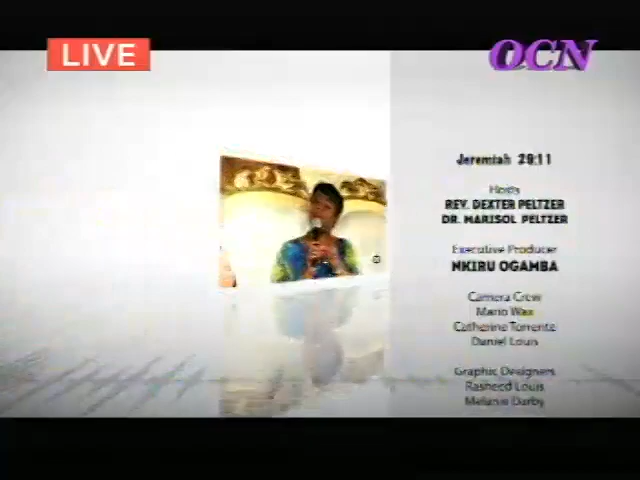 LIVE
OCN
Jeremiah 29:11
Hosts
REV. DEXTER PELTZER
DR. MARISOL PELTZER
Executive Producer
NKIRU OGAMBA
Camera Crew
Mario Wax
Catherine Torrente
Daniel Louis
Graphic Designers
Rasheed Louis
Melanie Darby